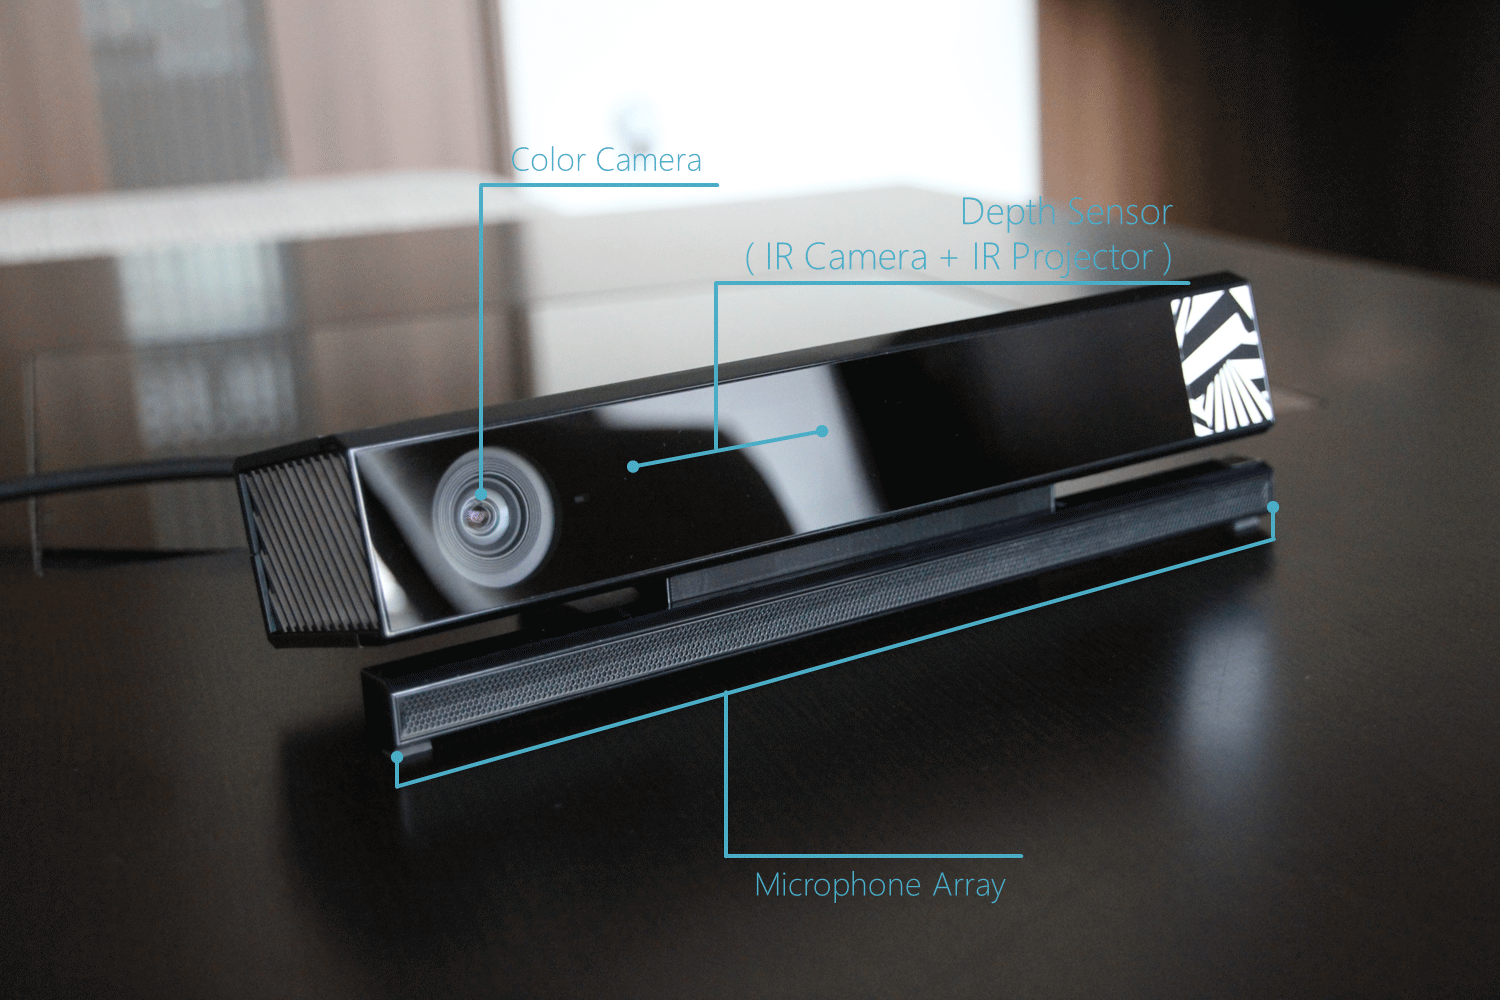 Color Camera
Depth Sensor
( IR Camera + IR Projector )
Microphone Array